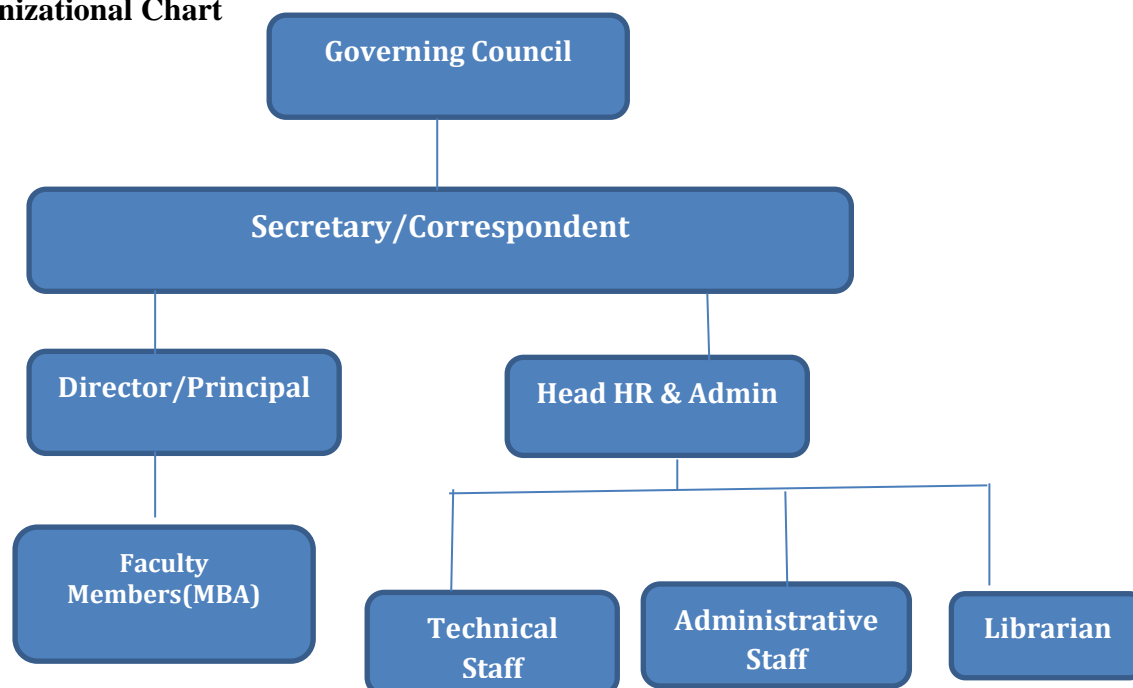 nizational Chart
Governing Council
Secretary/Correspondent
Director/Principal
Head HR & Admin
Faculty
Members(MBA)
Technical
Staff
Administrative
Staff
Librarian